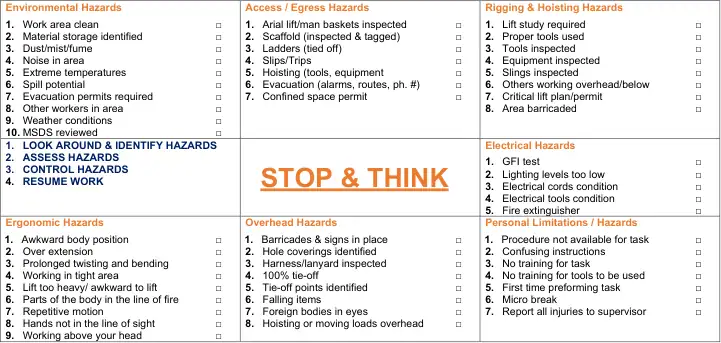 Environmental Hazards
1. Work area clean □
2. Material storage identified □
3. Dust/mist/fume □
4. Noise in area □
5. Extreme temperatures □
6. Spill potential □
7. Evacuation permits required □
8. Other workers in area □
9. Weather conditions □
10. MSDS reviewed □
Access / Egress Hazards
1. Arial lift/man baskets inspected □
2. Scaffold (inspected & tagged) □
3. Ladders (tied off) □
4. Slips/Trips □
5. Hoisting (tools, equipment □
6. Evacuation (alarms, routes, ph. #) □
7. Confined space permit □
Rigging & Hoisting Hazards
1. Lift study required □
2. Proper tools used □
3. Tools inspected □
4. Equipment inspected □
5. Slings inspected □
6. Others working overhead/below □
7. Critical lift plan/permit □
8. Area barricaded □
1. LOOK AROUND & IDENTIFY HAZARDS
2. ASSESS HAZARDS
3. CONTROL HAZARDS
4. RESUME WORK
STOP & THINK
Electrical Hazards
1. GFI test □
2. Lighting levels too low □
3. Electrical cords condition □
4. Electrical tools condition □
5. Fire extinguisher □
Ergonomic Hazards
1. Awkward body position □
2. Over extension □
3. Prolonged twisting and bending □
4. Working in tight area □
5. Lift too heavy/ awkward to lift □
6. Parts of the body in the line of fire □
7. Repetitive motion □
8. Hands not in the line of sight □
9. Working above your head □
Overhead Hazards
1. Barricades & signs in place □
2. Hole coverings identified □
3. Harness/lanyard inspected □
4. 100% tie-off □
5. Tie-off points identified □
6. Falling items □
7. Foreign bodies in eyes □
8. Hoisting or moving loads overhead □
Personal Limitations / Hazards
1. Procedure not available for task □
2. Confusing instructions □
3. No training for task □
4. No training for tools to be used □
5. First time preforming task □
6. Micro break □
7. Report all injuries to supervisor □